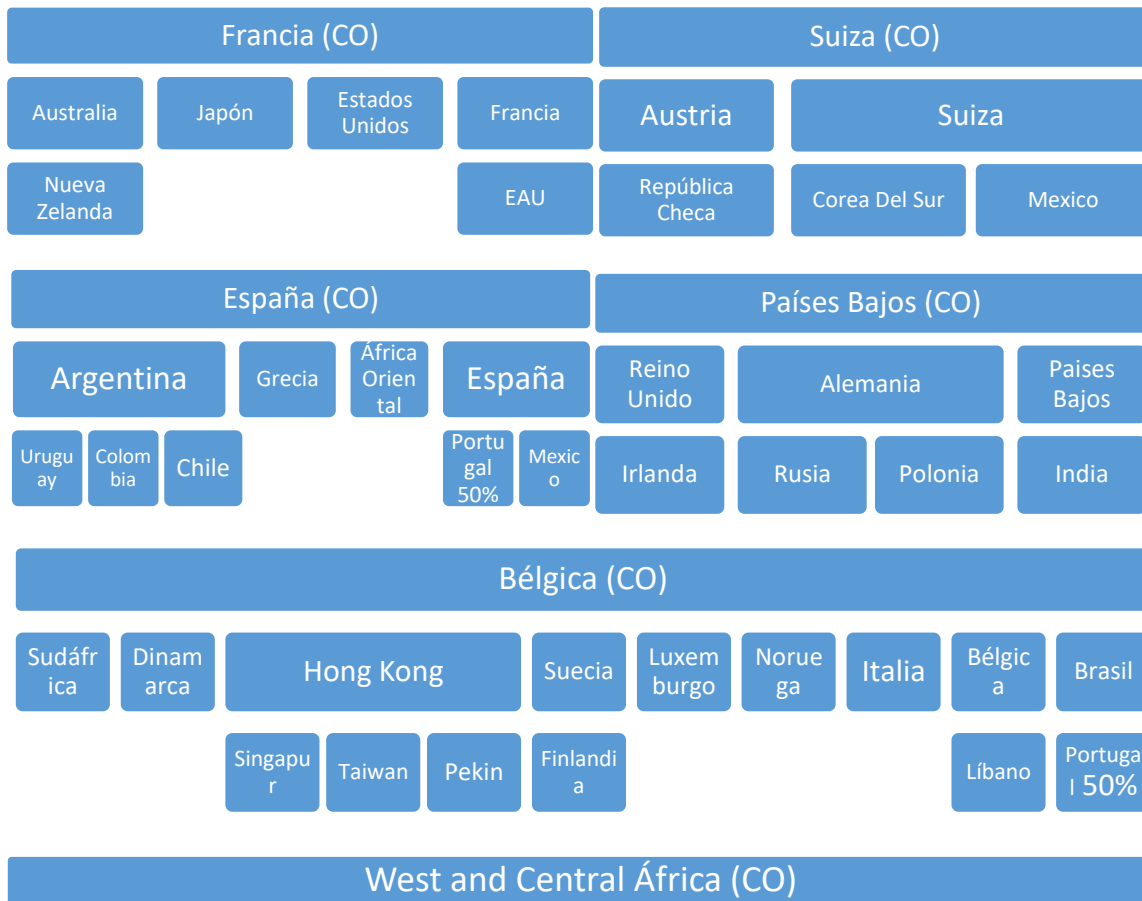 Francia (CO)
Suiza (CO)
Australia
Japón
Estados
Unidos
Francia
Austria
Suiza
Nueva
Zelanda
EAU
República
Checa
Corea Del Sur
Mexico
España (CO)
Países Bajos (CO)
Argentina
Grecia
África
Orien
tal
España
Reino
Unido
Alemania
Paises
Bajos
Urugu
ay
Colom
bia
Chile
Portu
gal
50%
Mexic
o
Irlanda
Rusia
Polonia
India
Bélgica (CO)
Sudáfr
ica
Dinam
arca
Hong Kong
Suecia
Luxem
burgo
Norue
ga
Italia
Bélgic
a
Brasil
Singapu
r
Taiwan
Pekin
Finlandi
a
Líbano
Portuga
l 50%
West and Central África (CO)